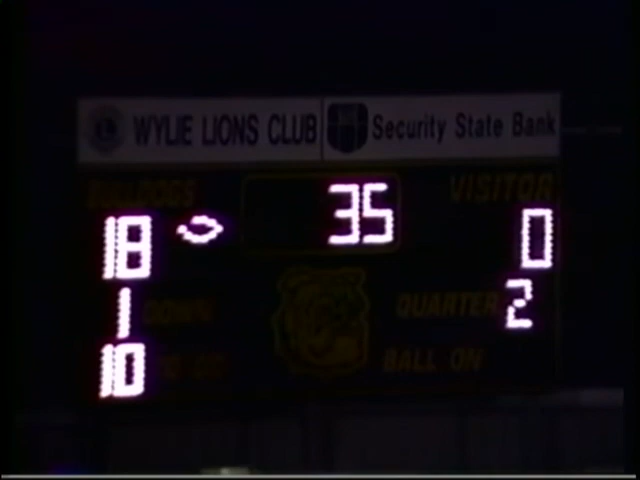 WYLIE LIONS CLUB Security State Bank
BULLDOGS 35 VISITOR
18 0
1 DOWN QUARTER 2
10 TO GO BALL ON